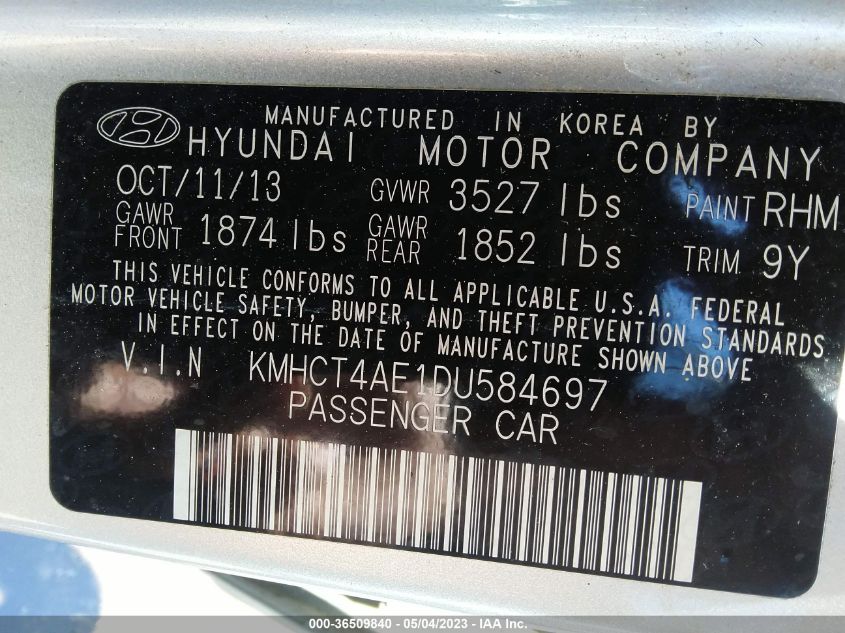 MANUFACTURED IN KOREA BY
HYUNDAI MOTOR COMPANY
OCT/11/13 GVWR 3527 lbs PAINT RHM
GAWR FRONT 1874 lbs GAWR REAR 1852 lbs TRIM 9Y
THIS VEHICLE CONFORMS TO ALL APPLICABLE U.S.A. FEDERAL
MOTOR VEHICLE SAFETY, BUMPER, AND THEFT PREVENTION STANDARDS
IN EFFECT ON THE DATE OF MANUFACTURE SHOWN ABOVE
V.I.N KMHCT4AE1DU584697
PASSENGER CAR
000-36509840 - 05/04/2023 - IAA Inc.